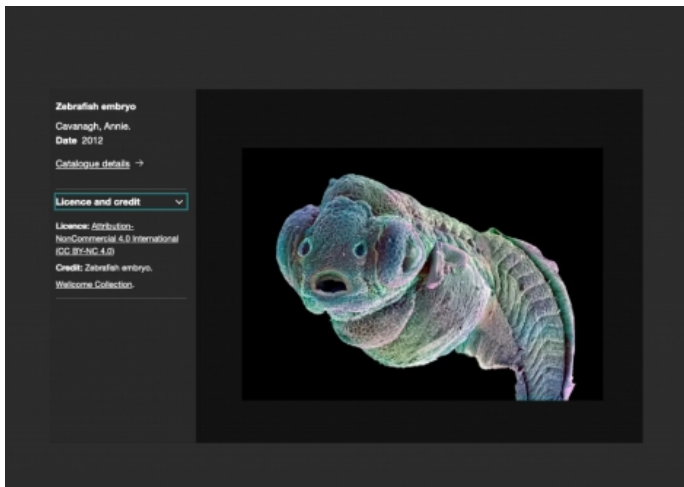 Zebrafish embryo
Cavanagh, Annie.
Date 2012
Catalogue details →
Licence and credit
Licence: Attribution-
NonCommercial 4.0 International
(CC BY-NC 4.0)
Credit: Zebrafish embryo.
Wellcome Collection.